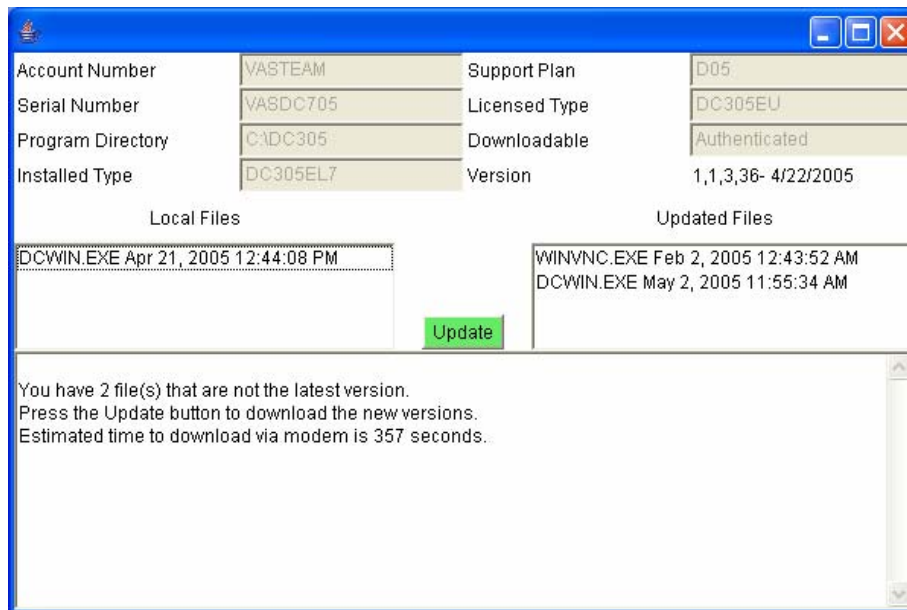 Account Number VASTEAM Support Plan D05
Serial Number VASDC705 Licensed Type DC305EU
Program Directory C:\DC305 Downloadable Authenticated
Installed Type DC305EL7 Version 1,1,3,36- 4/22/2005
Local Files Updated Files
DCWIN.EXE Apr 21, 2005 12:44:08 PM
WINVNC.EXE Feb 2, 2005 12:43:52 AM
DCWIN.EXE May 2, 2005 11:55:34 AM
Update
You have 2 file(s) that are not the latest version.
Press the Update button to download the new versions.
Estimated time to download via modem is 357 seconds.